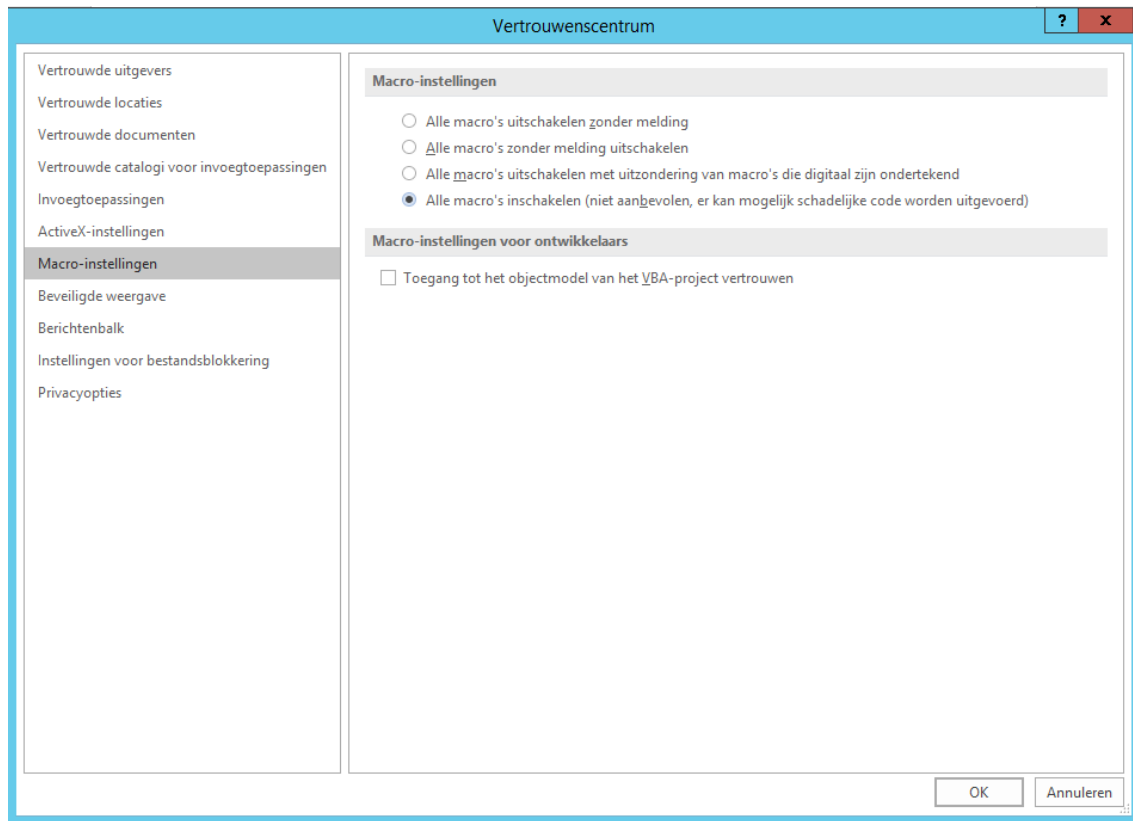 Vertrouwenscentrum
? x
Vertrouwde uitgevers
Vertrouwde locaties
Vertrouwde documenten
Vertrouwde catalogi voor invoegtoepassingen
Invoegtoepassingen
ActiveX-instellingen
Macro-instellingen
Beveiligde weergave
Berichtenbalk
Instellingen voor bestandsblokkering
Privacyopties
Macro-instellingen
Alle macro's uitschakelen zonder melding
Alle macro's zonder melding uitschakelen
Alle macro's uitschakelen met uitzondering van macro's die digitaal zijn ondertekend
Alle macro's inschakelen (niet aanbevolen, er kan mogelijk schadelijke code worden uitgevoerd)
Macro-instellingen voor ontwikkelaars
Toegang tot het objectmodel van het VBA-project vertrouwen
OK Annuleren